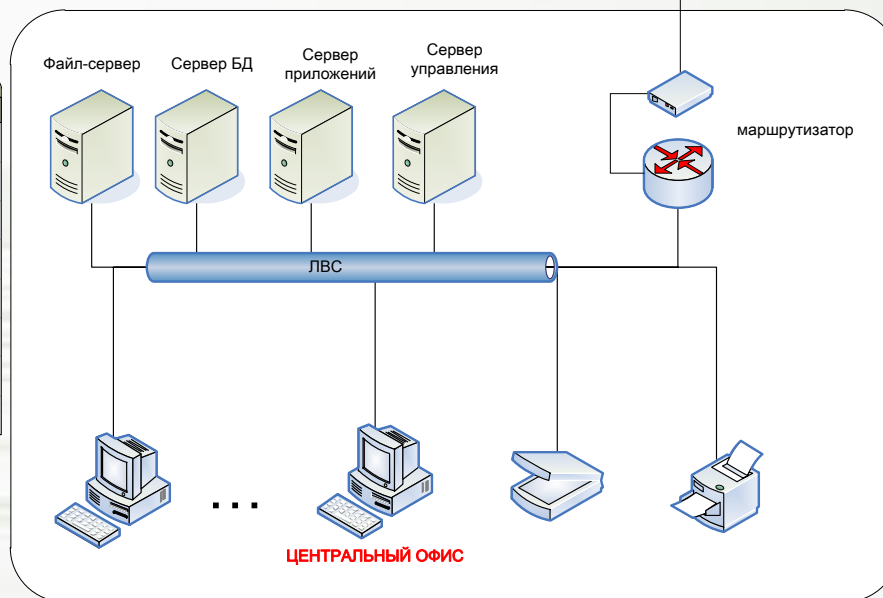 Файл-сервер
Сервер БД
Сервер
приложений
Сервер
управления
маршрутизатор
ЛВС
...
ЦЕНТРАЛЬНЫЙ ОФИС